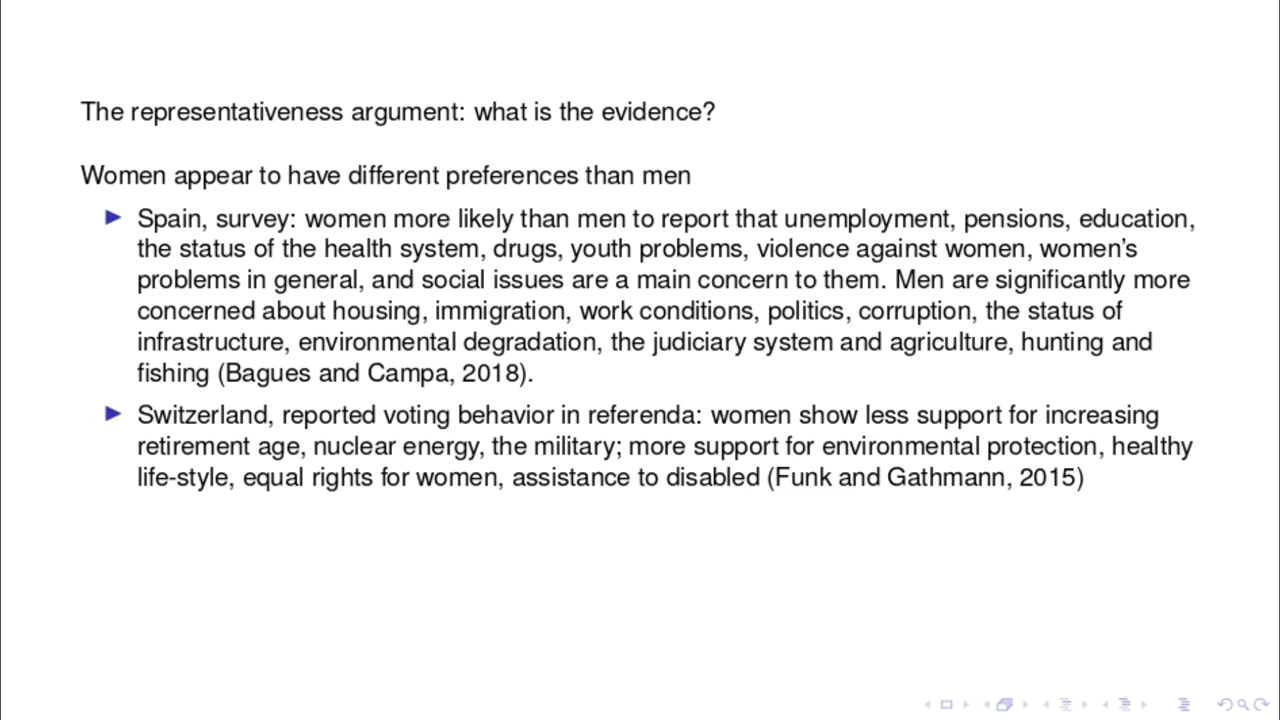 The representativeness argument: what is the evidence?
Women appear to have different preferences than men
Spain, survey: women more likely than men to report that unemployment, pensions, education,
the status of the health system, drugs, youth problems, violence against women, women's
problems in general, and social issues are a main concern to them. Men are significantly more
concerned about housing, immigration, work conditions, politics, corruption, the status of
infrastructure, environmental degradation, the judiciary system and agriculture, hunting and
fishing (Bagues and Campa, 2018).
Switzerland, reported voting behavior in referenda: women show less support for increasing
retirement age, nuclear energy, the military; more support for environmental protection, healthy
life-style, equal rights for women, assistance to disabled (Funk and Gathmann, 2015)